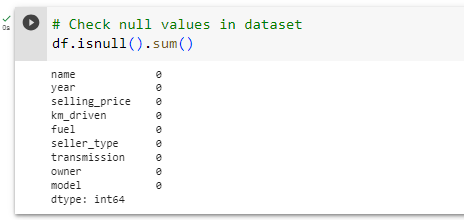 0s
# Check null values in dataset
df.isnull().sum()
name 0
year 0
selling_price 0
km_driven 0
fuel 0
seller_type 0
transmission 0
owner 0
model 0
dtype: int64